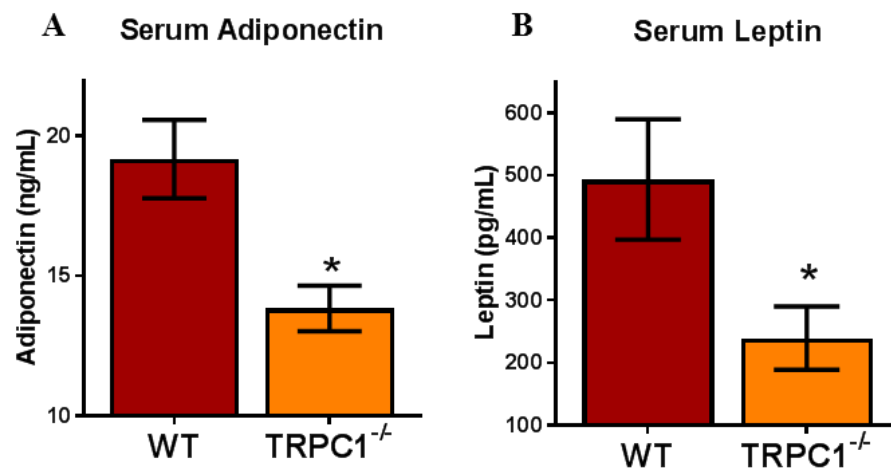 A Serum Adiponectin
Adiponectin (ng/mL)
20
15
10
*
WT TRPC1-/-
B Serum Leptin
Leptin (pg/mL)
600
500
400
300
200
100
*
WT TRPC1-/-